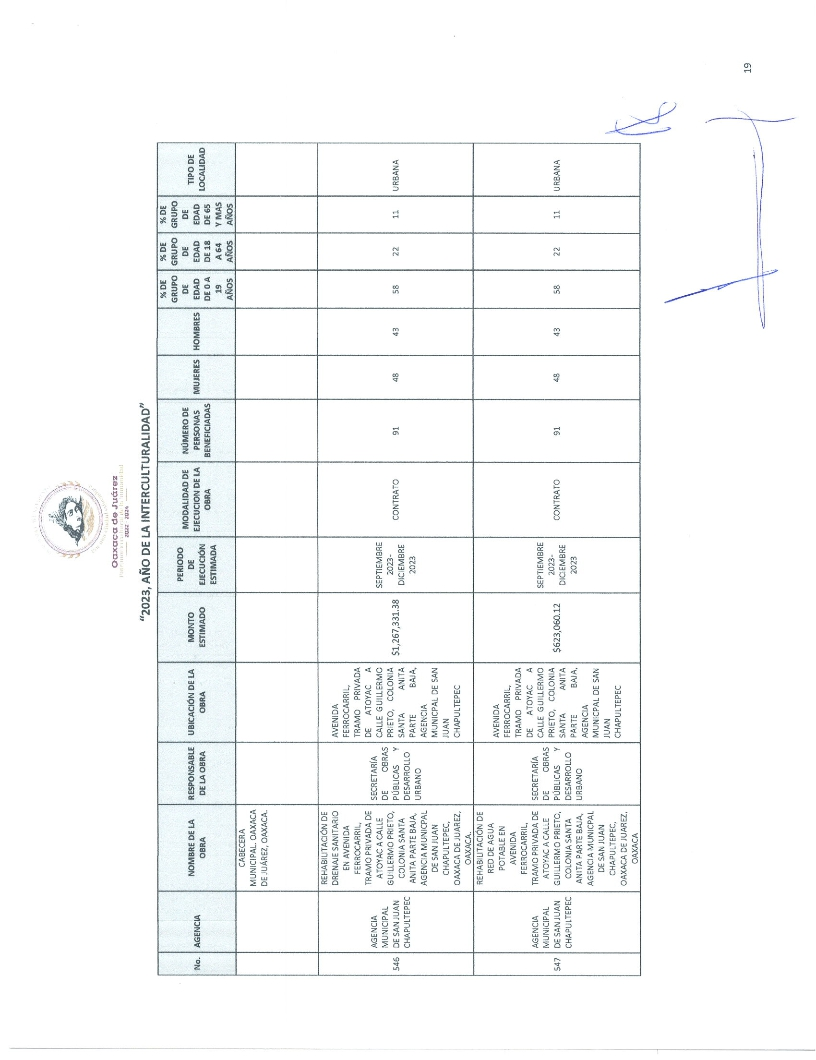 Oaxaca de Juárez
2022 2024
“2023, AÑO DE LA INTERCULTURALIDAD”
No.
AGENCIA
NOMBRE DE LA
OBRA
RESPONSABLE
DE LA OBRA
UBICACIÓN DE LA
OBRA
MONTO
ESTIMADO
PERIODO
DE
EJECUCIÓN
ESTIMADA
MODALIDAD DE
EJECUCION DE LA
OBRA
NÚMERO DE
PERSONAS
BENEFICIADAS
MUJERES
HOMBRES
% DE
GRUPO
DE
EDAD
DE 0 A
19
AÑOS
% DE
GRUPO
DE
EDAD
DE 18
A 64
AÑOS
% DE
GRUPO
DE
EDAD
DE 65
Y MAS
AÑOS
TIPO DE
LOCALIDAD
CABECERA
MUNICIPAL, OAXACA
DE JUÁREZ, OAXACA.
546
AGENCIA
MUNICIPAL
DE SAN JUAN
CHAPULTEPEC
REHABILITACIÓN DE
DRENAJE SANITARIO
EN AVENIDA
FERROCARRIL,
TRAMO PRIVADA DE
ATOYAC A CALLE
GUILLERMO PRIETO,
COLONIA SANTA
ANITA PARTE BAJA,
AGENCIA MUNICPAL
DE SAN JUAN
CHAPULTEPEC,
OAXACA DE JUAREZ,
OAXACA.
SECRETARÍA
DE OBRAS
PÚBLICAS Y
DESARROLLO
URBANO
AVENIDA
FERROCARRIL,
TRAMO PRIVADA
DE ATOYAC A
CALLE GUILLERMO
PRIETO, COLONIA
SANTA ANITA
PARTE BAJA,
AGENCIA
MUNICPAL DE SAN
JUAN
CHAPULTEPEC
$1,267,331.38
SEPTIEMBRE
2023-
DICIEMBRE
2023
CONTRATO
91
48
43
58
22
11
URBANA
547
AGENCIA
MUNICIPAL
DE SAN JUAN
CHAPULTEPEC
REHABILITACIÓN DE
RED DE AGUA
POTABLE EN
AVENIDA
FERROCARRIL,
TRAMO PRIVADA DE
ATOYAC A CALLE
GUILLERMO PRIETO,
COLONIA SANTA
ANITA PARTE BAJA,
AGENCIA MUNICPAL
DE SAN JUAN
CHAPULTEPEC,
OAXACA DE JUAREZ,
OAXACA
SECRETARÍA
DE OBRAS
PÚBLICAS Y
DESARROLLO
URBANO
AVENIDA
FERROCARRIL,
TRAMO PRIVADA
DE ATOYAC A
CALLE GUILLERMO
PRIETO, COLONIA
SANTA ANITA
PARTE BAJA,
AGENCIA
MUNICPAL DE SAN
JUAN
CHAPULTEPEC
$623,060.12
SEPTIEMBRE
2023-
DICIEMBRE
2023
CONTRATO
91
48
43
58
22
11
URBANA
19